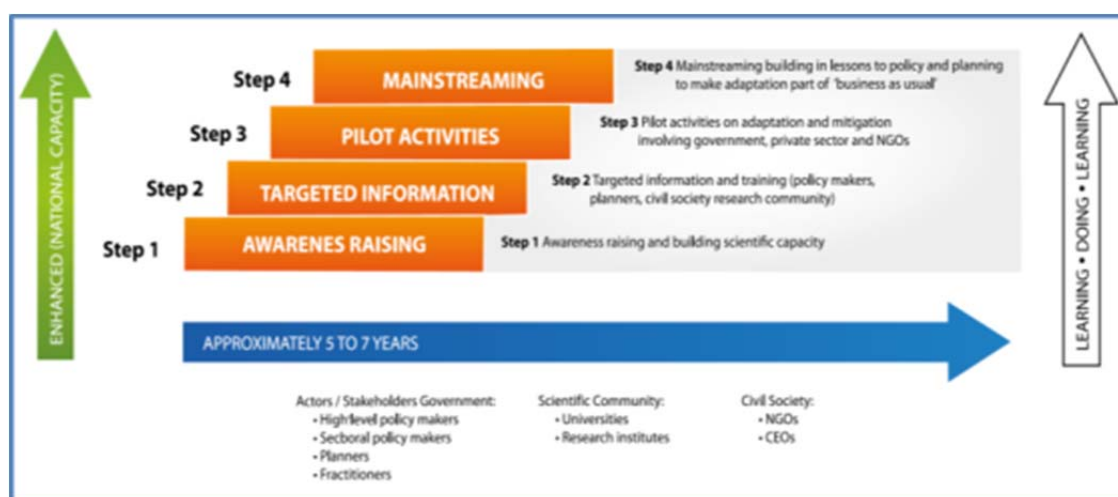 ENHANCED (NATIONAL CAPACITY)
Step 4
MAINSTREAMING
Step 4 Mainstreaming building in lessons to policy and planning
to make adaptation part of 'business as usual'
Step 3
PILOT ACTIVITIES
Step 3 Pilot activities on adaptation and mitigation
involving government, private sector and NGOs
Step 2
TARGETED INFORMATION
Step 2 Targeted information and training (policy makers,
planners, civil society research community)
Step 1
AWARENES RAISING
Step 1 Awareness raising and building scientific capacity
LEARNING • DOING • LEARNING
APPROXIMATELY 5 TO 7 YEARS
Actors / Stakeholders Government:
• High level policy makers
• Secboral policy makers
• Planners
• Fractitioners
Scientific Community:
• Universities
• Research institutes
Civil Society:
• NGOs
• CEOs